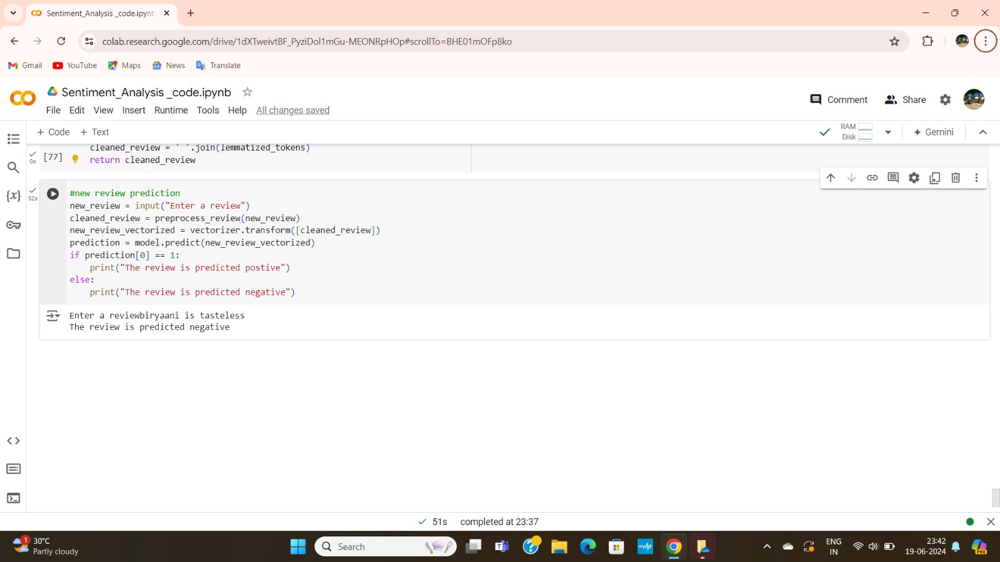 Sentiment_Analysis _code.ipynb
colab.research.google.com/drive/1dXTweivtBF_PyziDol1mGu-MEONRpHOp#scrollTo=BHE01mOFp8ko
Gmail YouTube Maps News Translate
Sentiment_Analysis _code.ipynb
Comment Share
File Edit View Insert Runtime Tools Help All changes saved
+ Code + Text
RAM
Disk
Gemini
cleaned_review = ' '.join(lemmatized_tokens)
0s [77] return cleaned_review
{x}
52s
#new review prediction
new_review = input("Enter a review")
cleaned_review = preprocess_review(new_review)
new_review_vectorized = vectorizer.transform([cleaned_review])
prediction = model.predict(new_review_vectorized)
if prediction[0] == 1:
    print("The review is predicted postive")
else:
    print("The review is predicted negative")
Enter a reviewbiryaani is tasteless
The review is predicted negative
51s completed at 23:37
1
30°C
Partly cloudy
Search
myhp
ENG
IN
23:42
19-06-2024
PRE